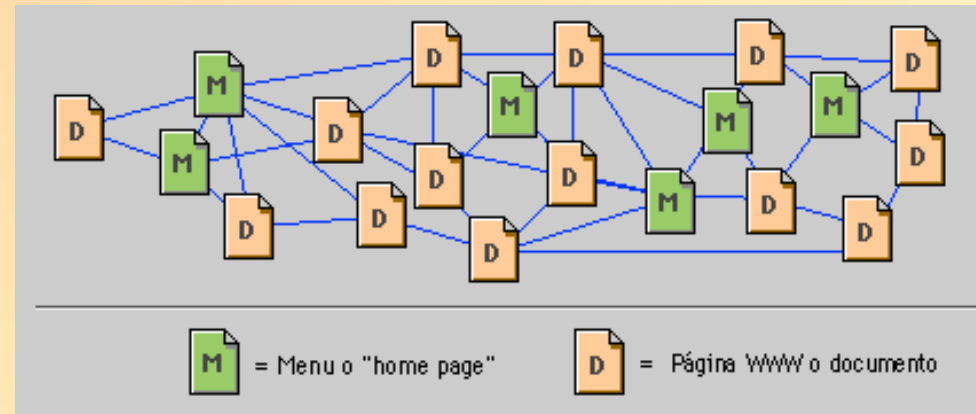 D D D D
M M M M
D D D
M D D
D D M D D
D
M = Menu o "home page"
D = Página WWW o documento